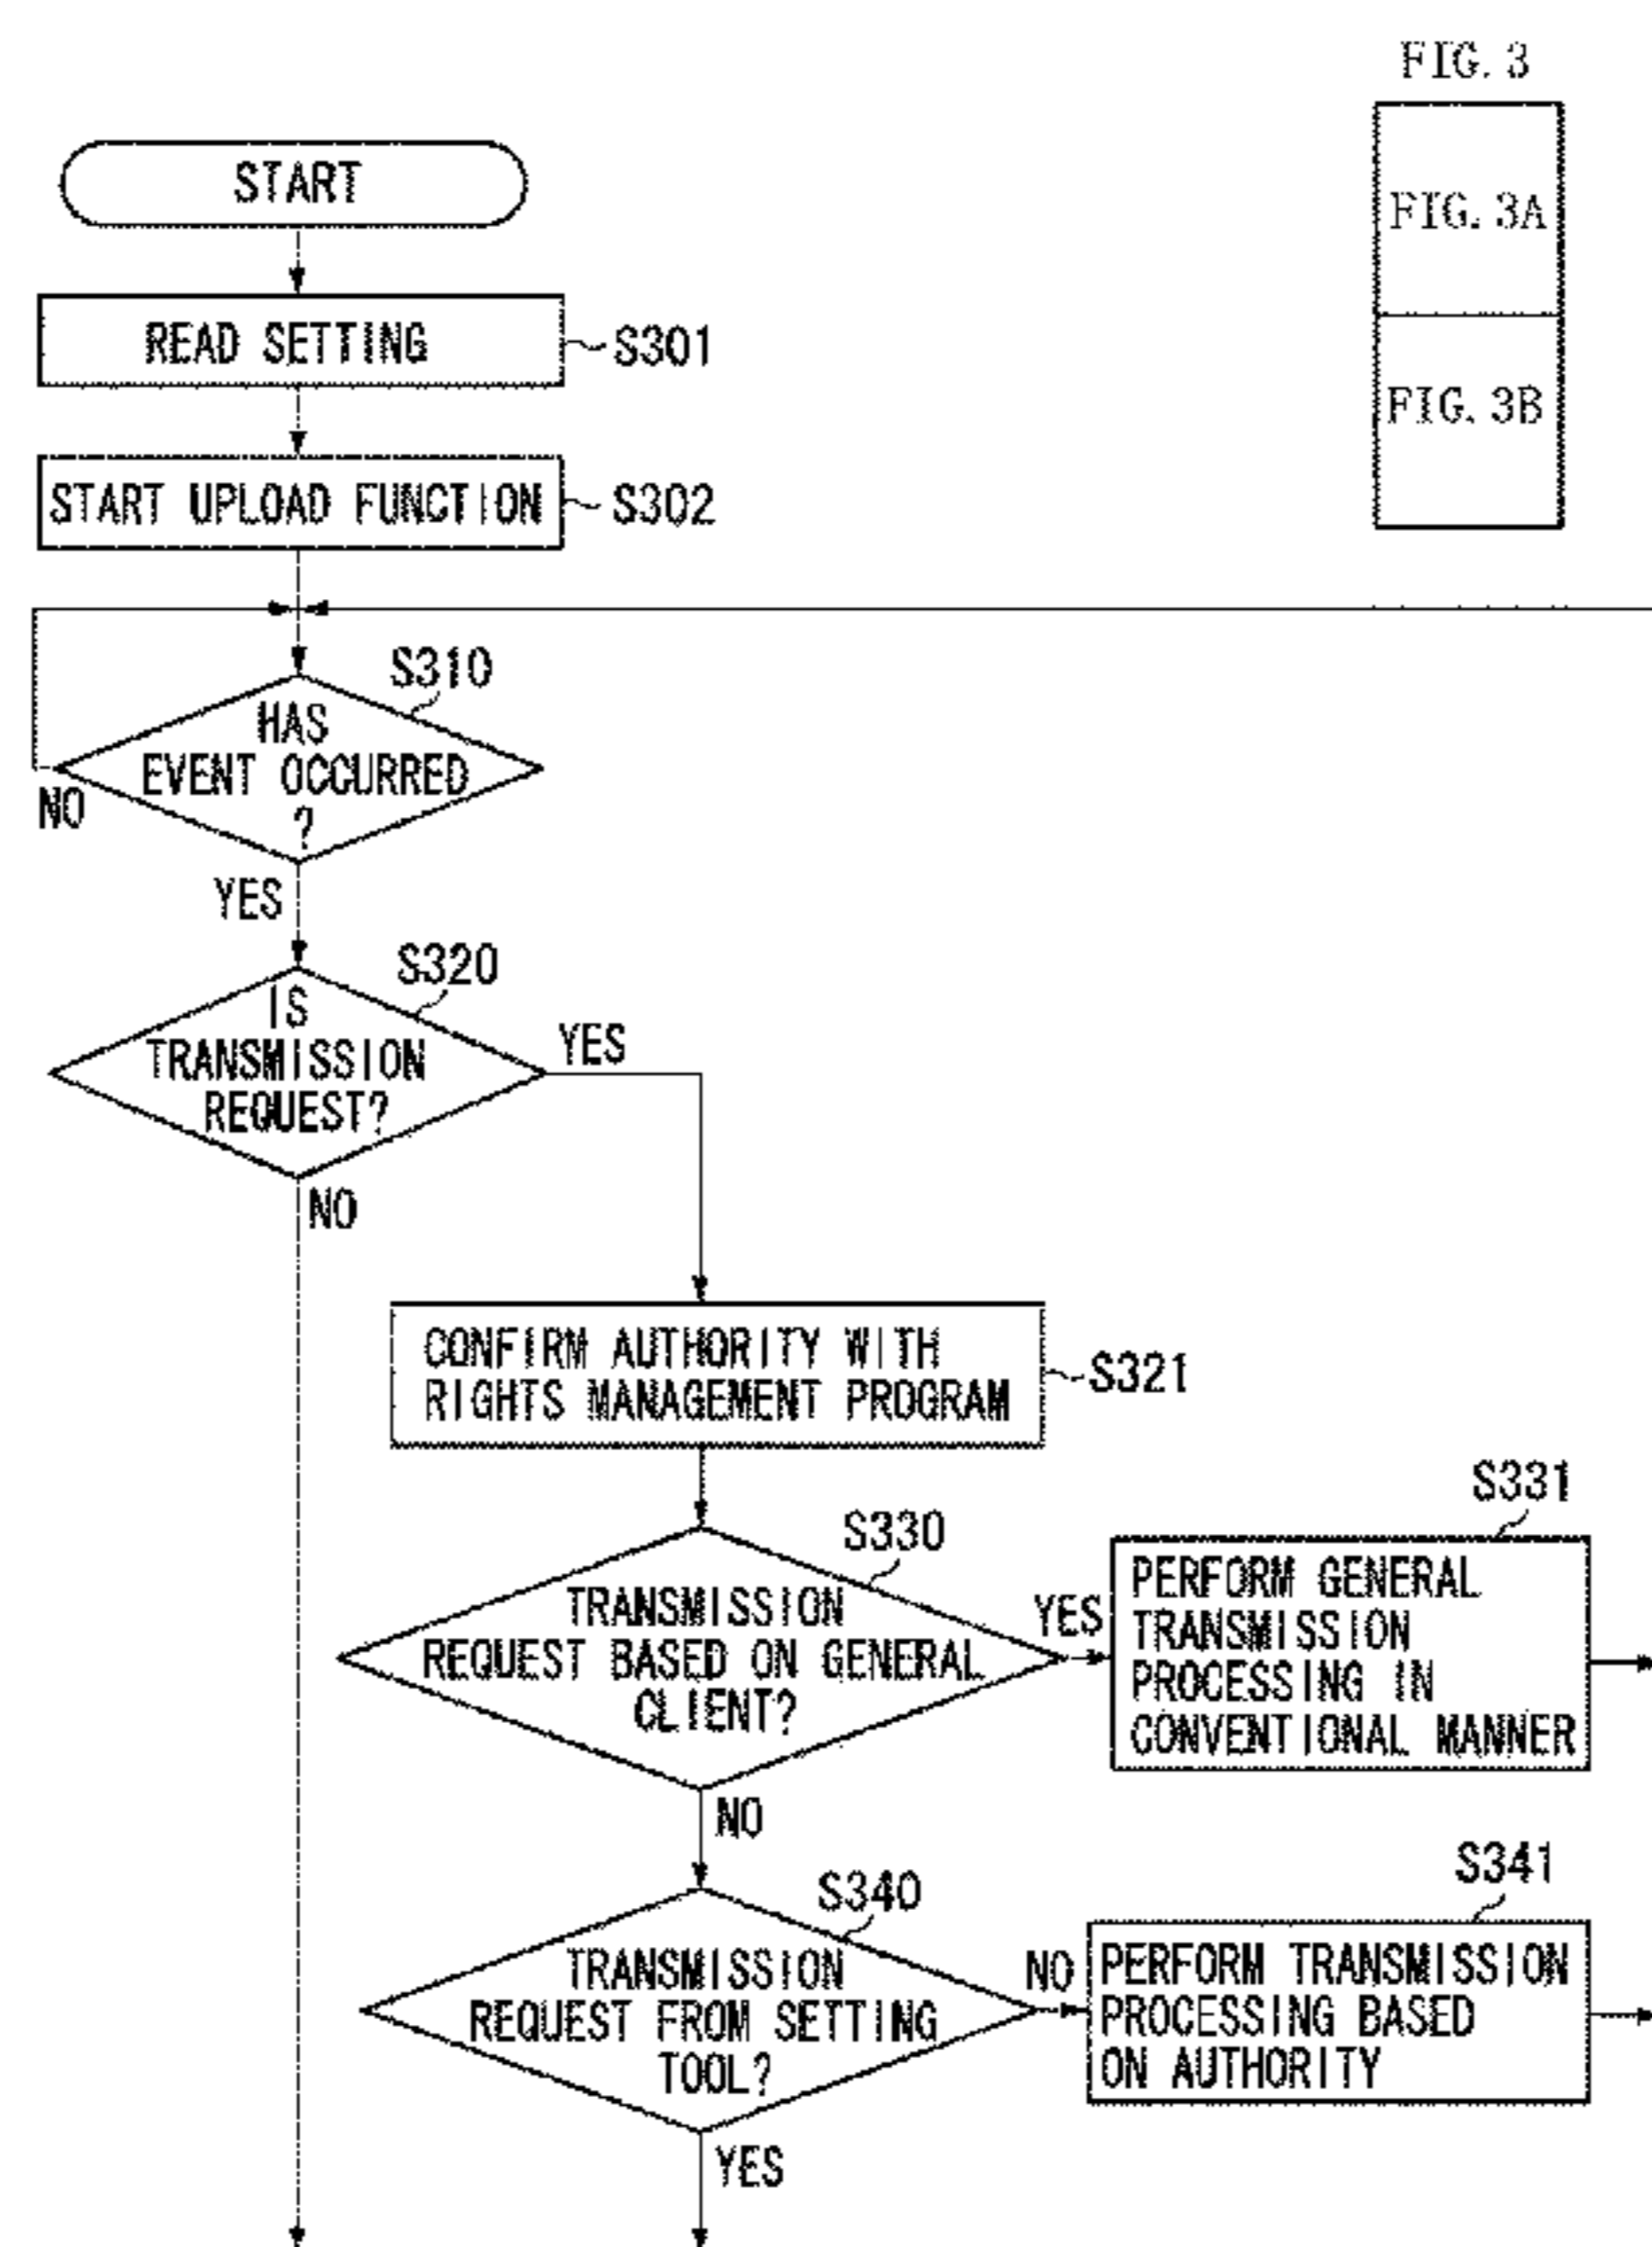 FIG. 3
FIG. 3A
FIG. 3B
START
READ SETTING
S301
START UPLOAD FUNCTION
S302
S310
HAS
EVENT OCCURRED
?
NO
YES
S320
IS
TRANSMISSION
REQUEST?
YES
NO
CONFIRM AUTHORITY WITH
RIGHTS MANAGEMENT PROGRAM
S321
S330
TRANSMISSION
REQUEST BASED ON GENERAL
CLIENT?
YES
NO
S331
PERFORM GENERAL
TRANSMISSION
PROCESSING IN
CONVENTIONAL MANNER
S340
TRANSMISSION
REQUEST FROM SETTING
TOOL?
NO
YES
S341
PERFORM TRANSMISSION
PROCESSING BASED
ON AUTHORITY